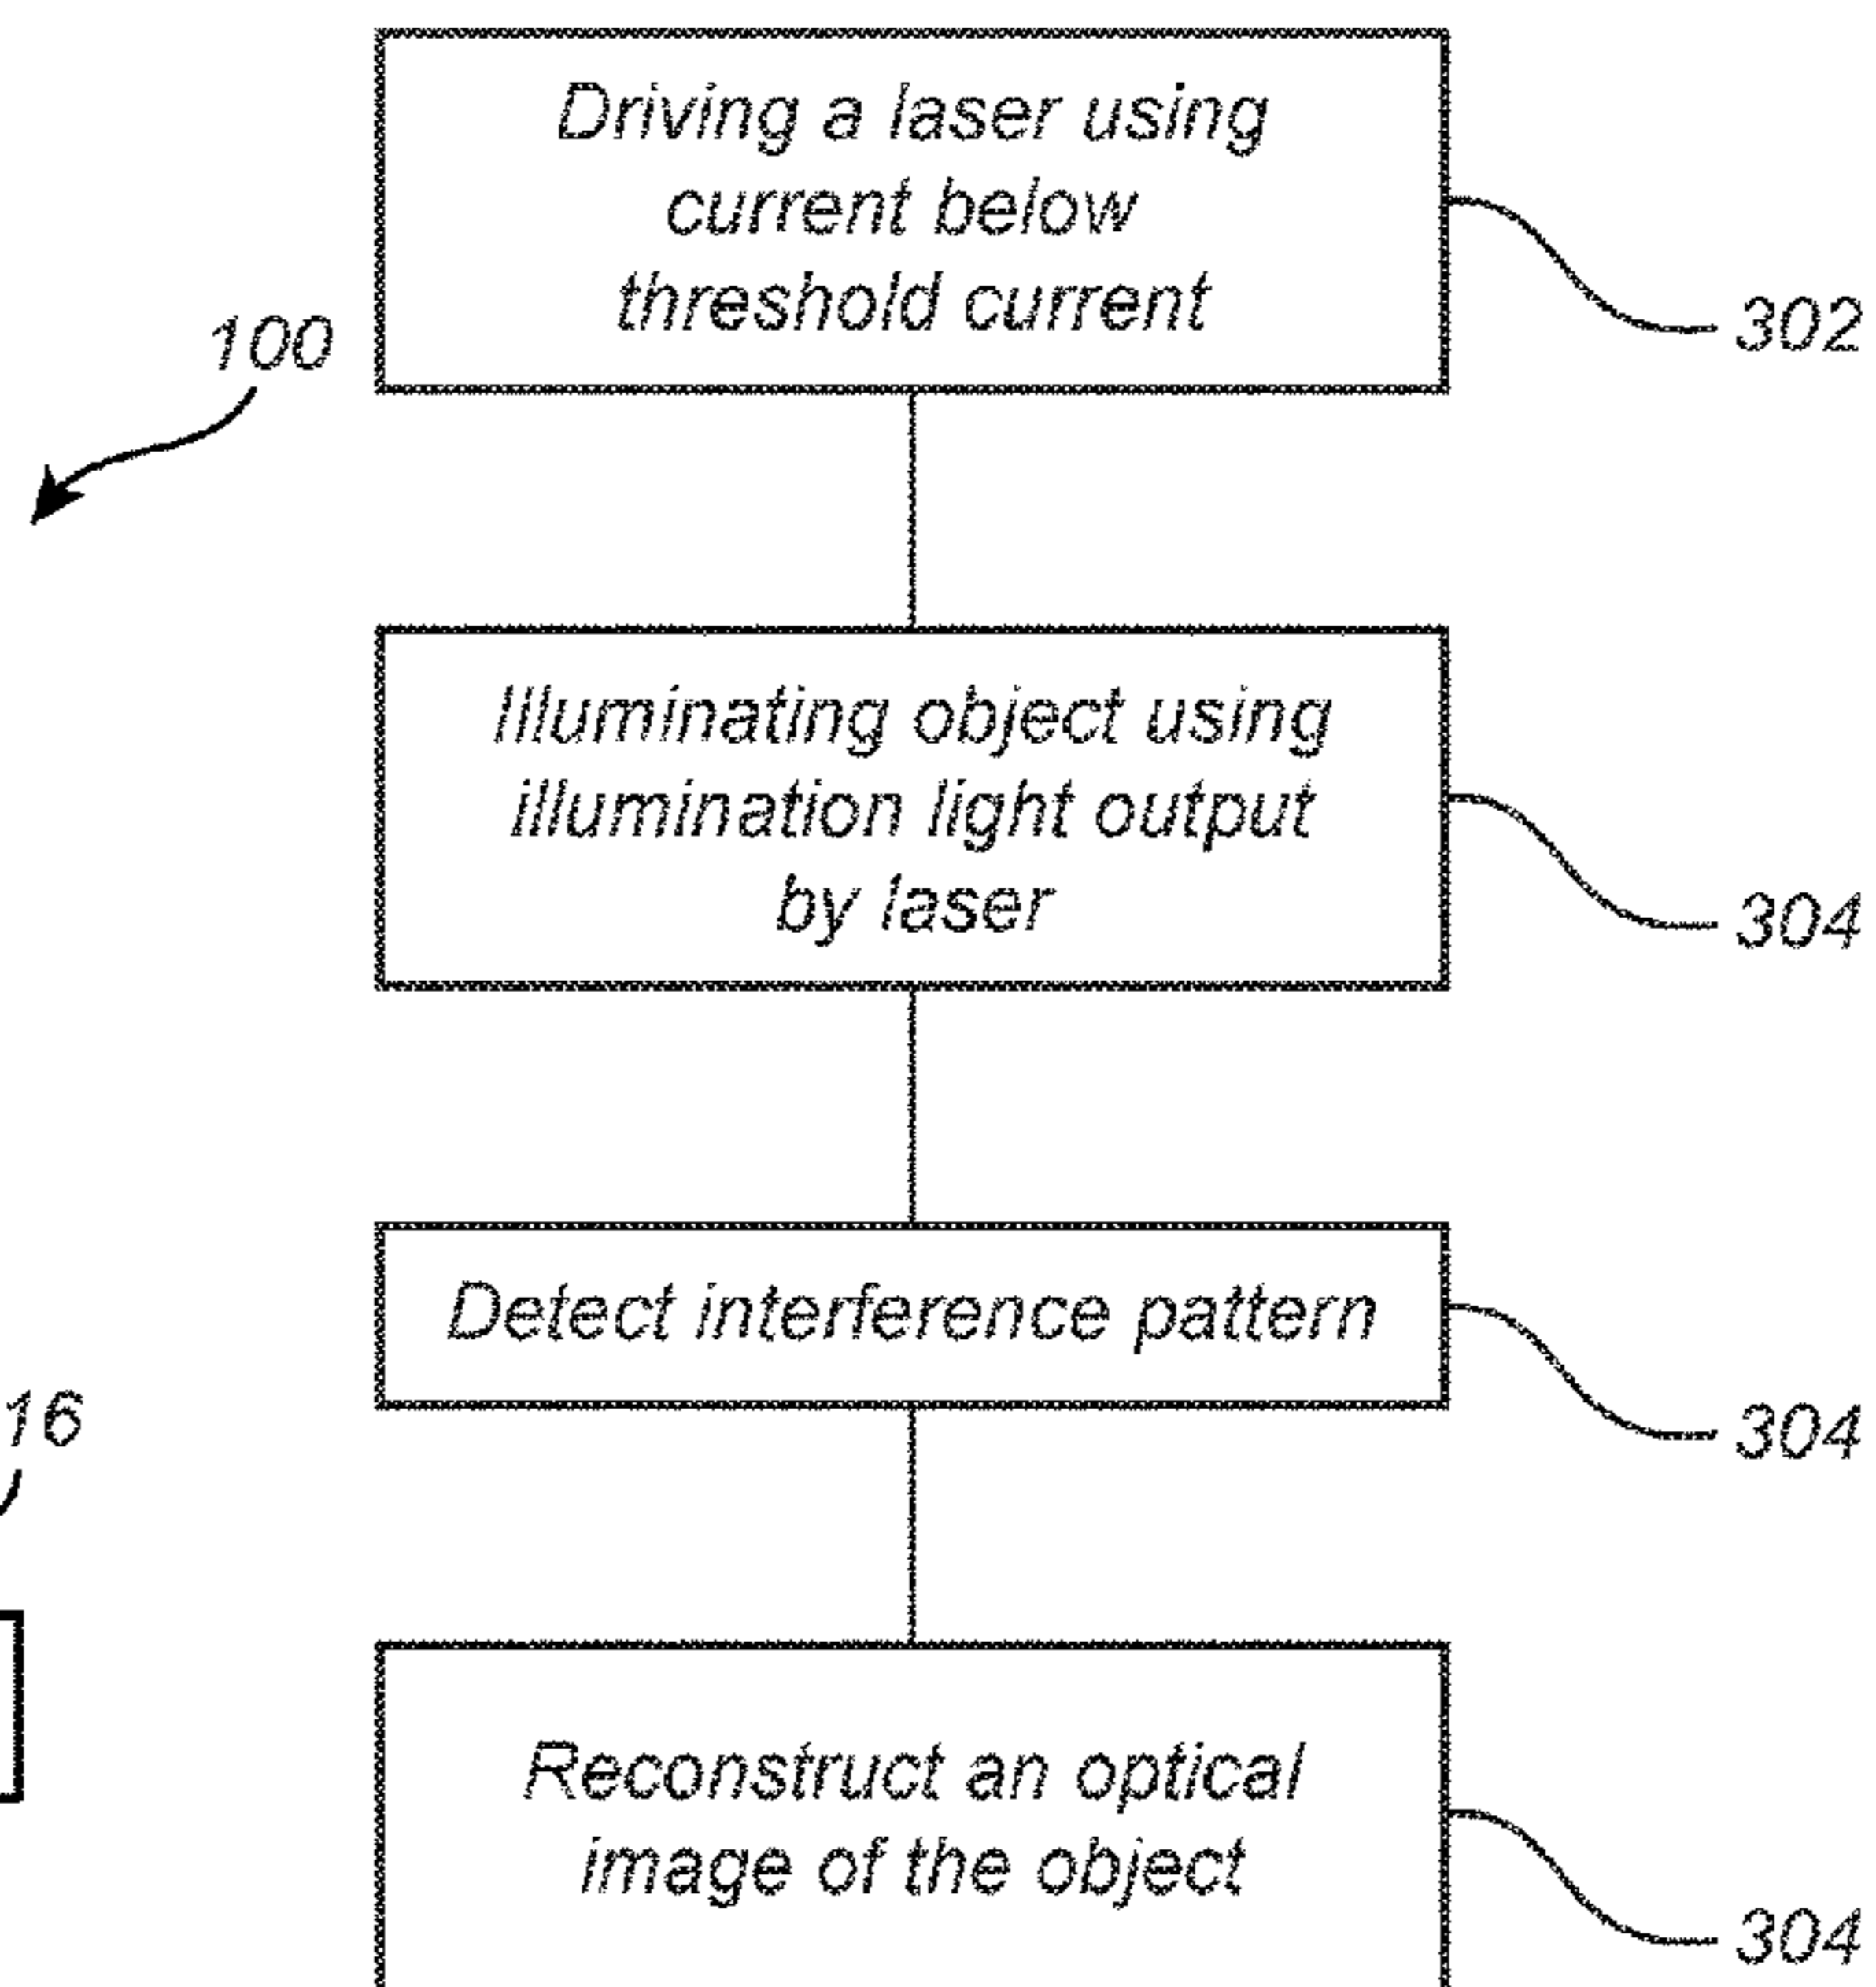 Driving a laser using
current below
threshold current
302
100
Illuminating object using
illumination light output
by laser
304
Detect interference pattern
304
16
Reconstruct an optical
image of the object
304